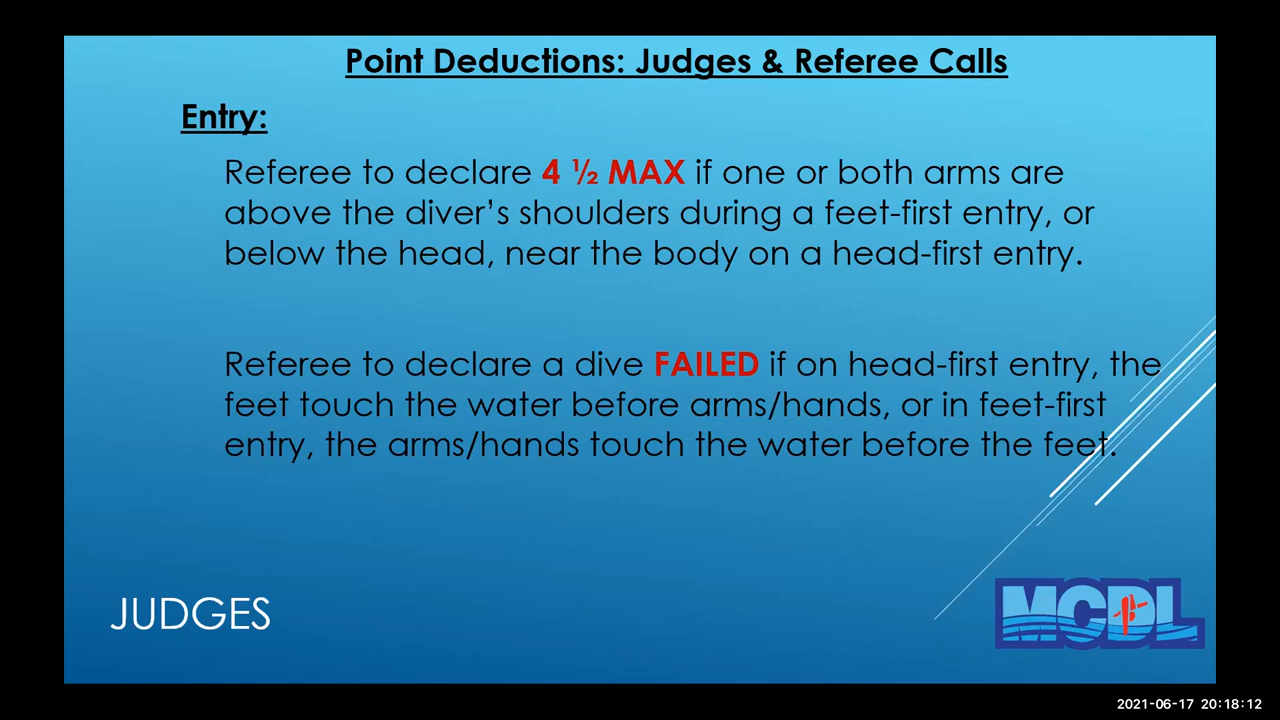 Point Deductions: Judges & Referee Calls
Entry:
Referee to declare 4 ½ MAX if one or both arms are
above the diver's shoulders during a feet-first entry, or
below the head, near the body on a head-first entry.
Referee to declare a dive FAILED if on head-first entry, the
feet touch the water before arms/hands, or in feet-first
entry, the arms/hands touch the water before the feet.
JUDGES
MCDL
2021-06-17 20:18:12